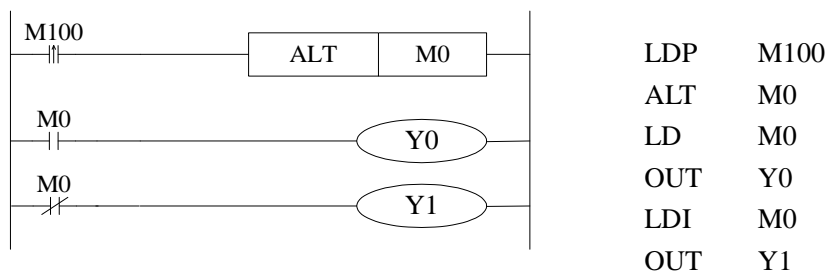 M100
ALT M0
M0
Y0
M0
Y1
LDP M100
ALT M0
LD M0
OUT Y0
LDI M0
OUT Y1